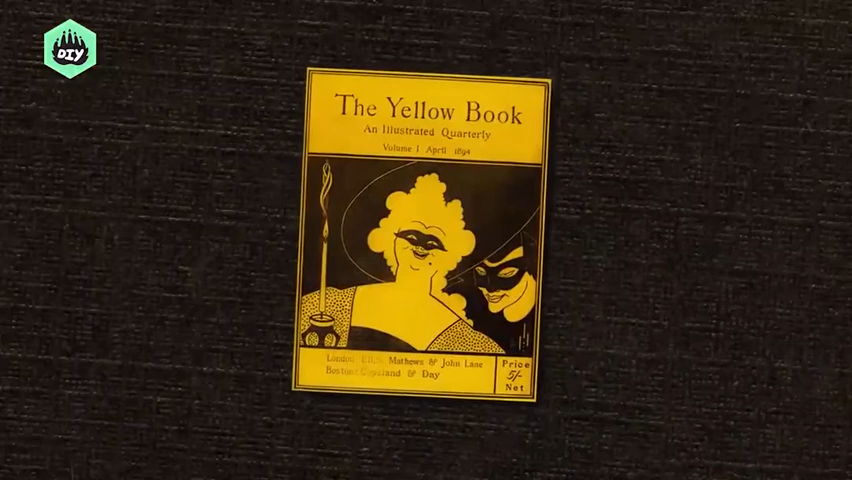 DIY
The Yellow Book
An Illustrated Quarterly
Volume I April 1894
London: Elkin Mathews & John Lane
Boston: Copeland & Day
Price
5/-
Net